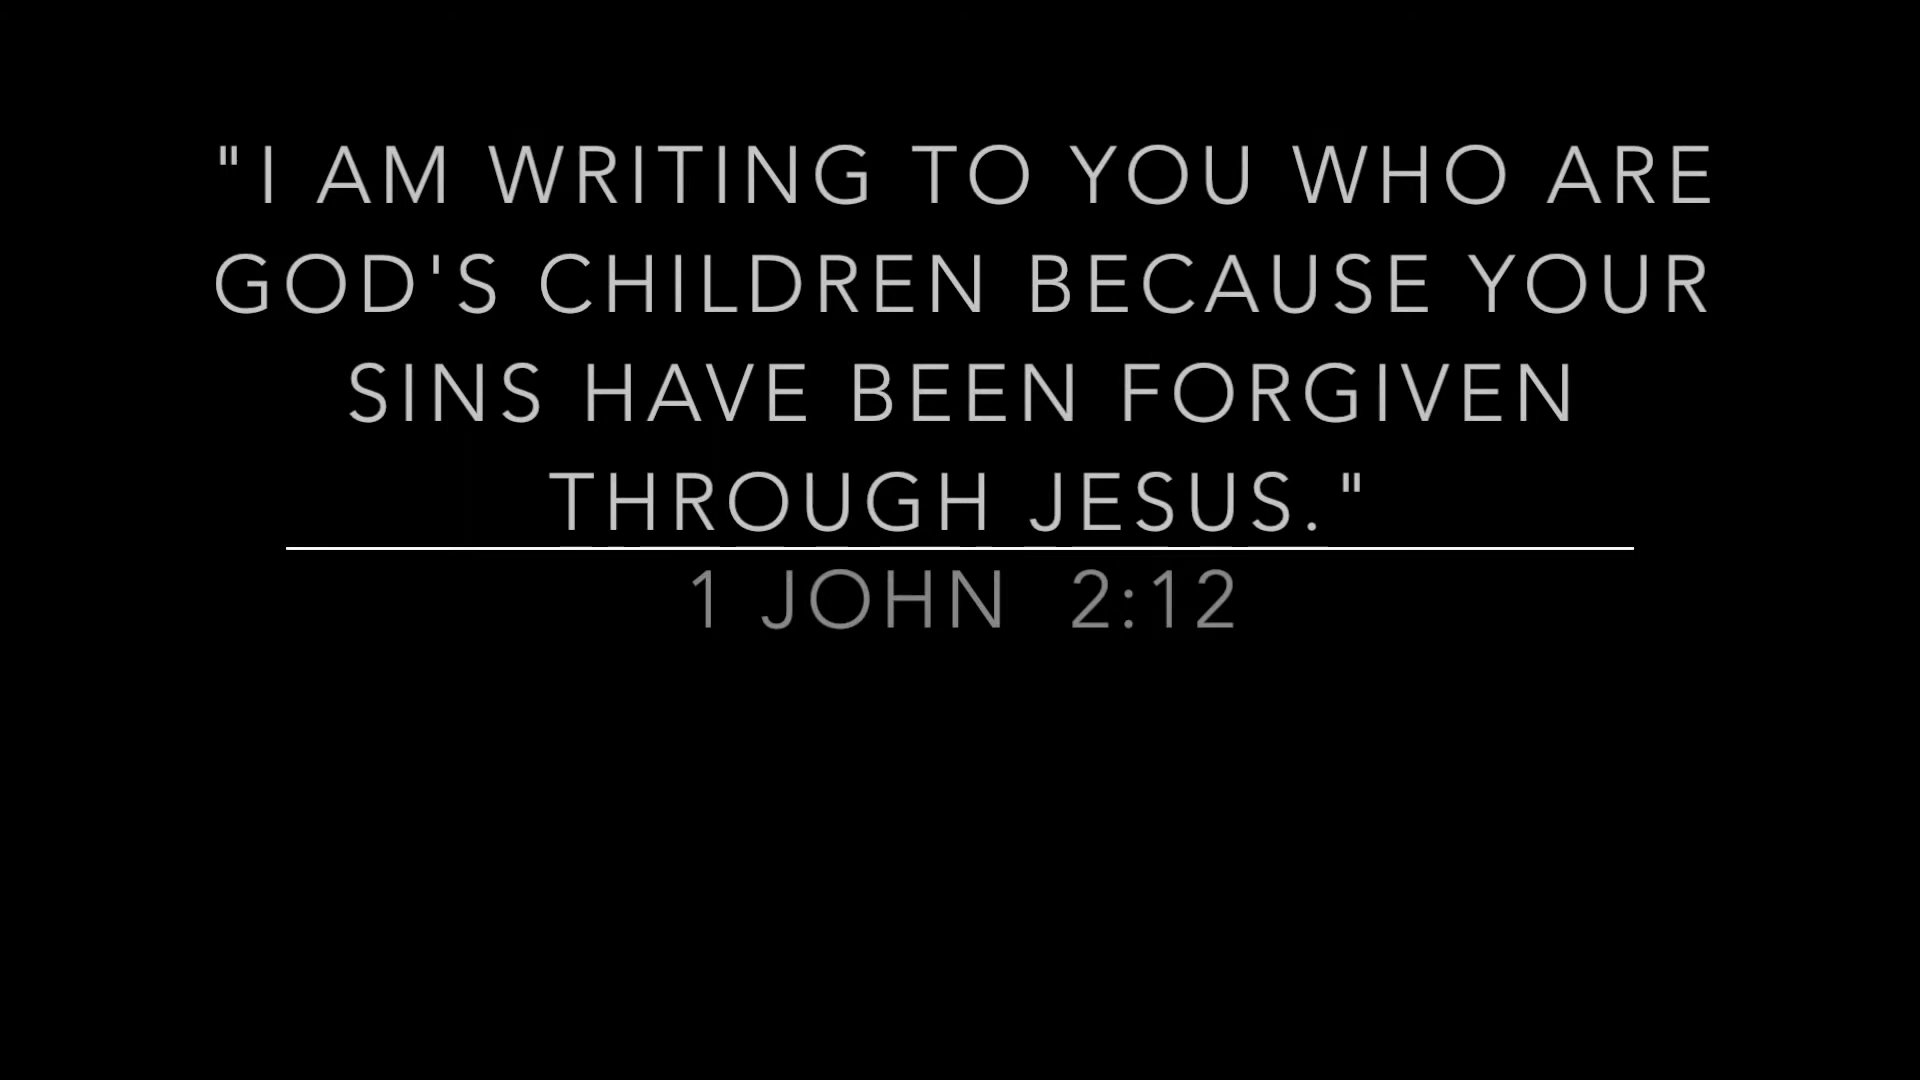 "I AM WRITING TO YOU WHO ARE
GOD'S CHILDREN BECAUSE YOUR
SINS HAVE BEEN FORGIVEN
THROUGH JESUS."
1 JOHN  2:12